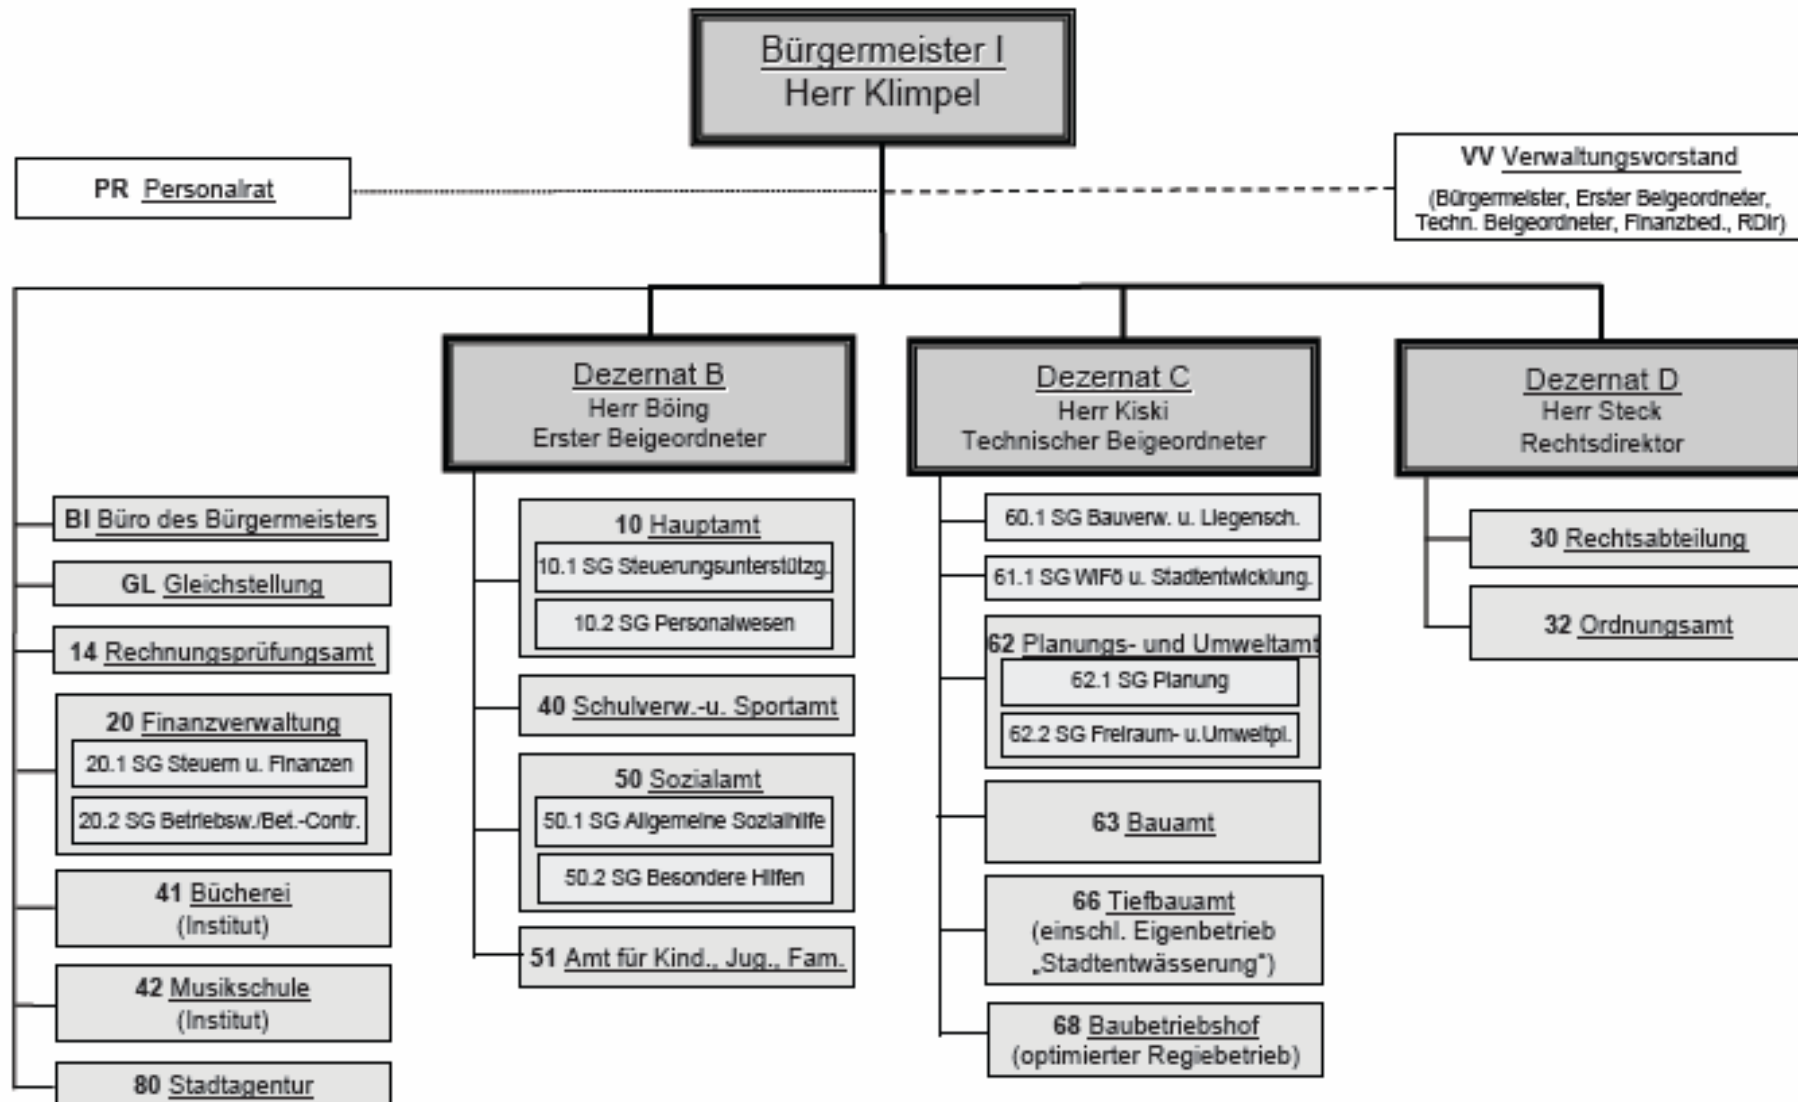 Bürgermeister I
Herr Klimpel
PR Personalrat
VV Verwaltungsvorstand
(Bürgermeister, Erster Beigeordneter,
Techn. Beigeordneter, Finanzbed., RDir)
Dezernat B
Herr Böing
Erster Beigeordneter
Dezernat C
Herr Kiski
Technischer Beigeordneter
Dezernat D
Herr Steck
Rechtsdirektor
BI Büro des Bürgermeisters
GL Gleichstellung
14 Rechnungsprüfungsamt
20 Finanzverwaltung
20.1 SG Steuern u. Finanzen
20.2 SG Betriebsw./Bet.-Contr.
41 Bücherei
(Institut)
42 Musikschule
(Institut)
80 Stadtagentur
10 Hauptamt
10.1 SG Steuerungsunterstützg.
10.2 SG Personalwesen
40 Schulverw.-u. Sportamt
50 Sozialamt
50.1 SG Allgemeine Sozialhilfe
50.2 SG Besondere Hilfen
51 Amt für Kind., Jug., Fam.
60.1 SG Bauverw. u. Liegensch.
61.1 SG WiFö u. Stadtentwicklung.
62 Planungs- und Umweltamt
62.1 SG Planung
62.2 SG Freiraum- u.Umweltpl.
63 Bauamt
66 Tiefbauamt
(einschl. Eigenbetrieb
„Stadtentwässerung“)
68 Baubetriebshof
(optimierter Regiebetrieb)
30 Rechtsabteilung
32 Ordnungsamt